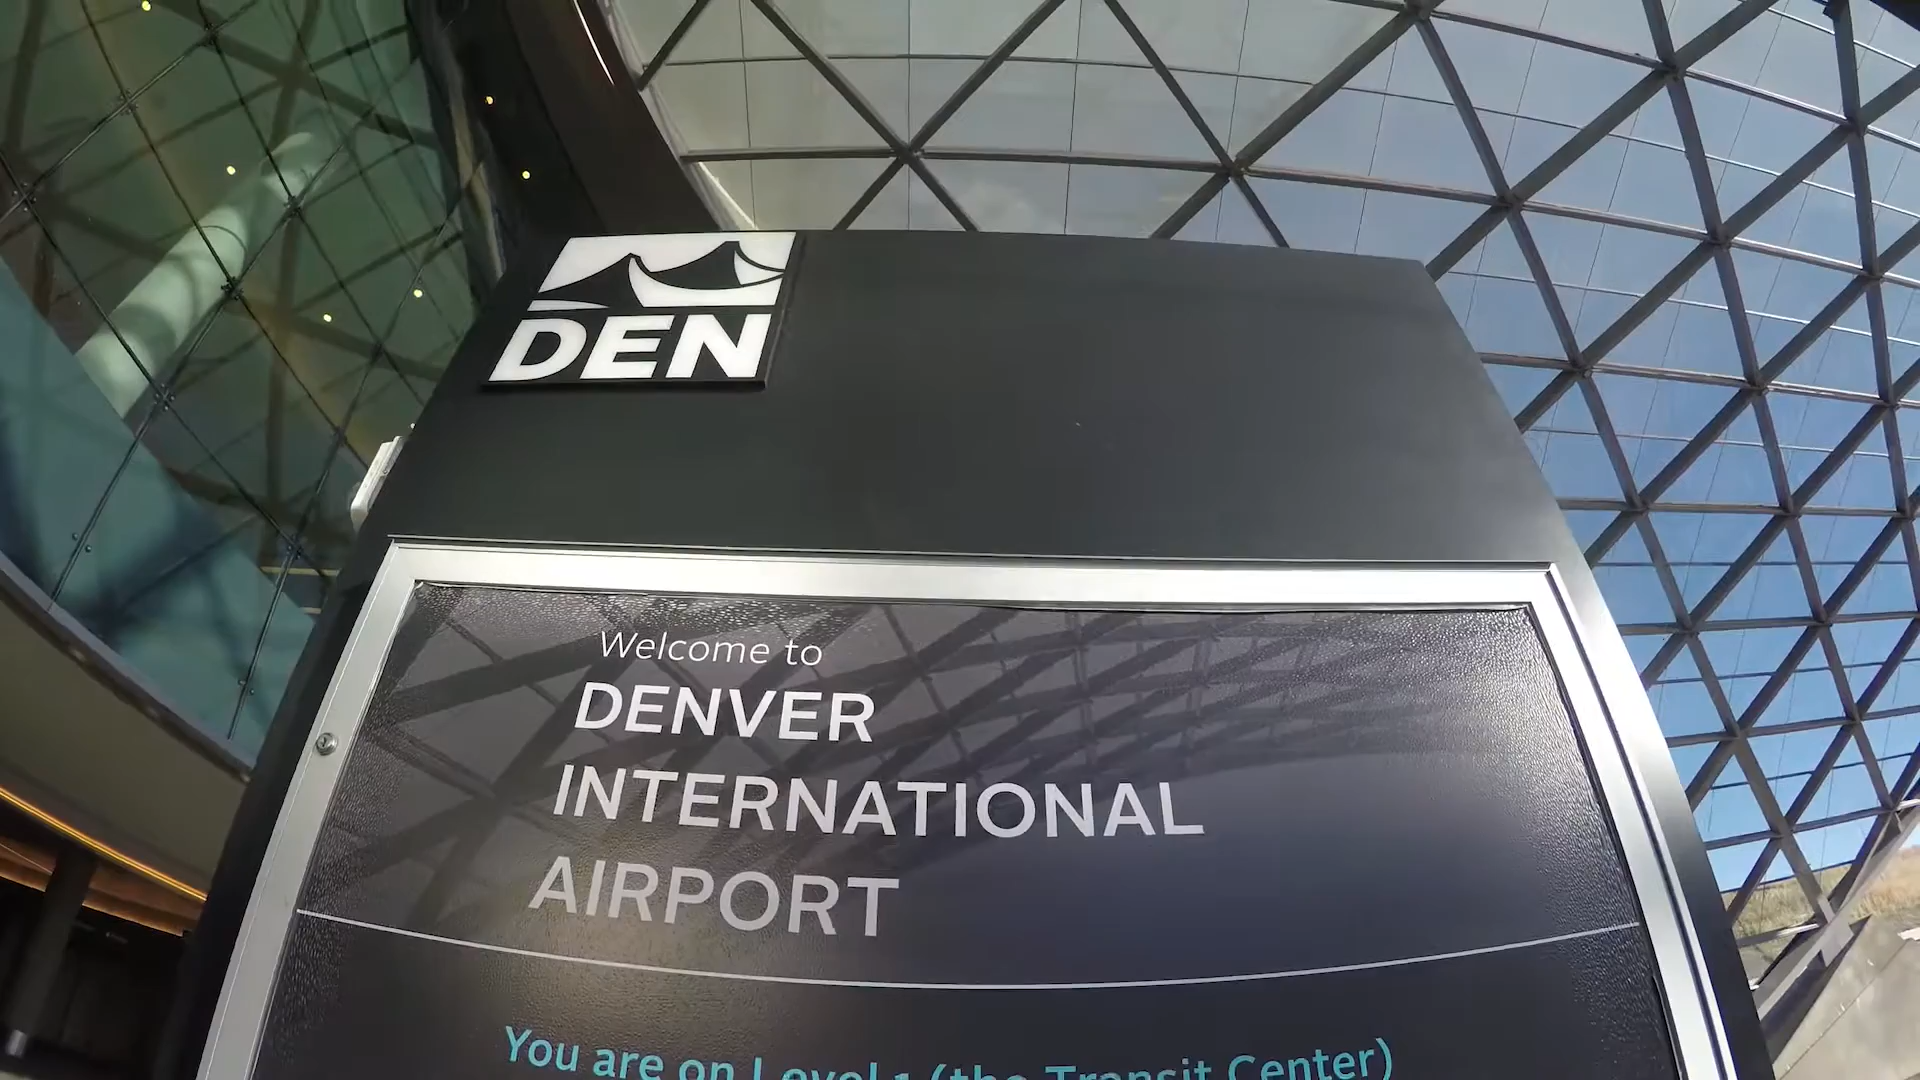 DEN
Welcome to
DENVER
INTERNATIONAL
AIRPORT
You are on Level 1 (the Transit Center)